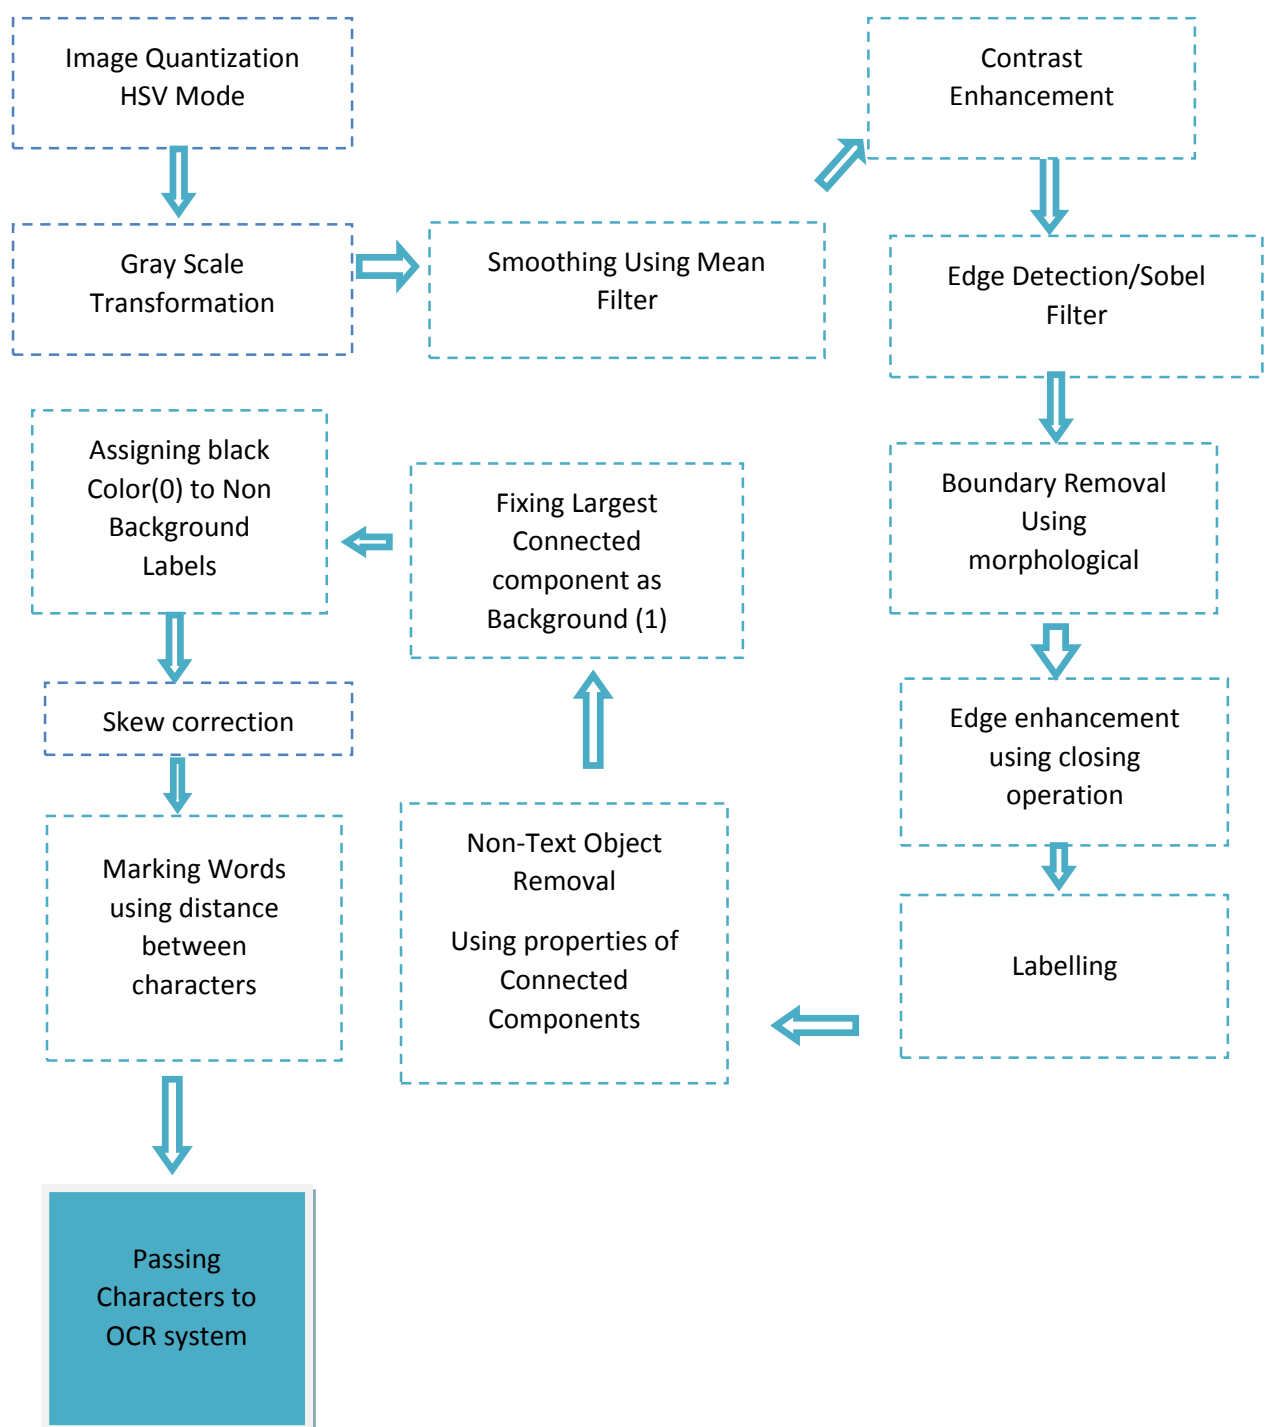 Image Quantization
HSV Mode
Gray Scale
Transformation
Smoothing Using Mean
Filter
Contrast
Enhancement
Edge Detection/Sobel
Filter
Boundary Removal
Using
morphological
Edge enhancement
using closing
operation
Labelling
Non-Text Object
Removal
Using properties of
Connected
Components
Fixing Largest
Connected
component as
Background (1)
Assigning black
Color(0) to Non
Background
Labels
Skew correction
Marking Words
using distance
between
characters
Passing
Characters to
OCR system